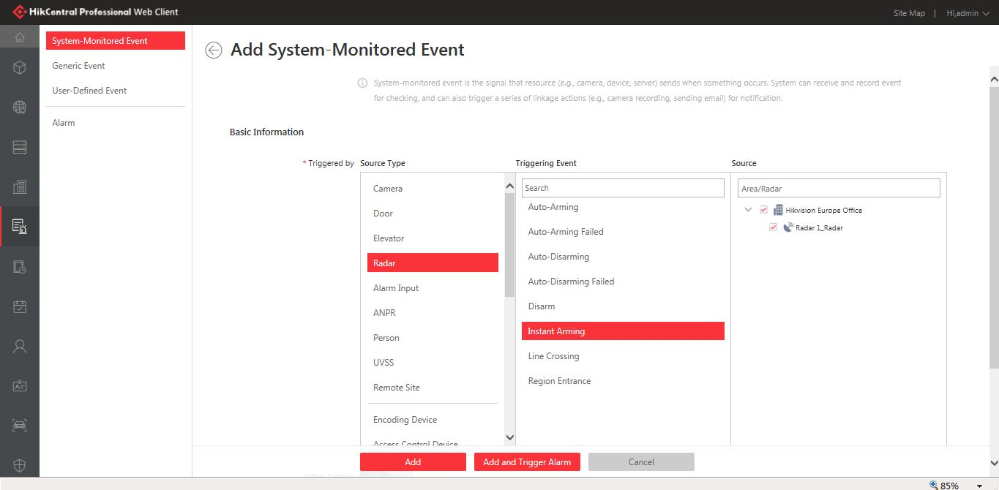 HikCentral Professional Web Client
Site Map | Hi,admin
System-Monitored Event
Generic Event
User-Defined Event
Alarm
Add System-Monitored Event
System-monitored event is the signal that resource (e.g., camera, device, server) sends when something occurs. System can receive and record event
for checking, and can also trigger a series of linkage actions (e.g., camera recording, sending email) for notification.
Basic Information
* Triggered by
Source Type
Camera
Door
Elevator
Radar
Alarm Input
ANPR
Person
UVSS
Remote Site
Encoding Device
Access Control Device
Triggering Event
Search
Auto-Arming
Auto-Arming Failed
Auto-Disarming
Auto-Disarming Failed
Disarm
Instant Arming
Line Crossing
Region Entrance
Source
Area/Radar
Hikvision Europe Office
Radar 1_Radar
Add
Add and Trigger Alarm
Cancel
Active Control
85%